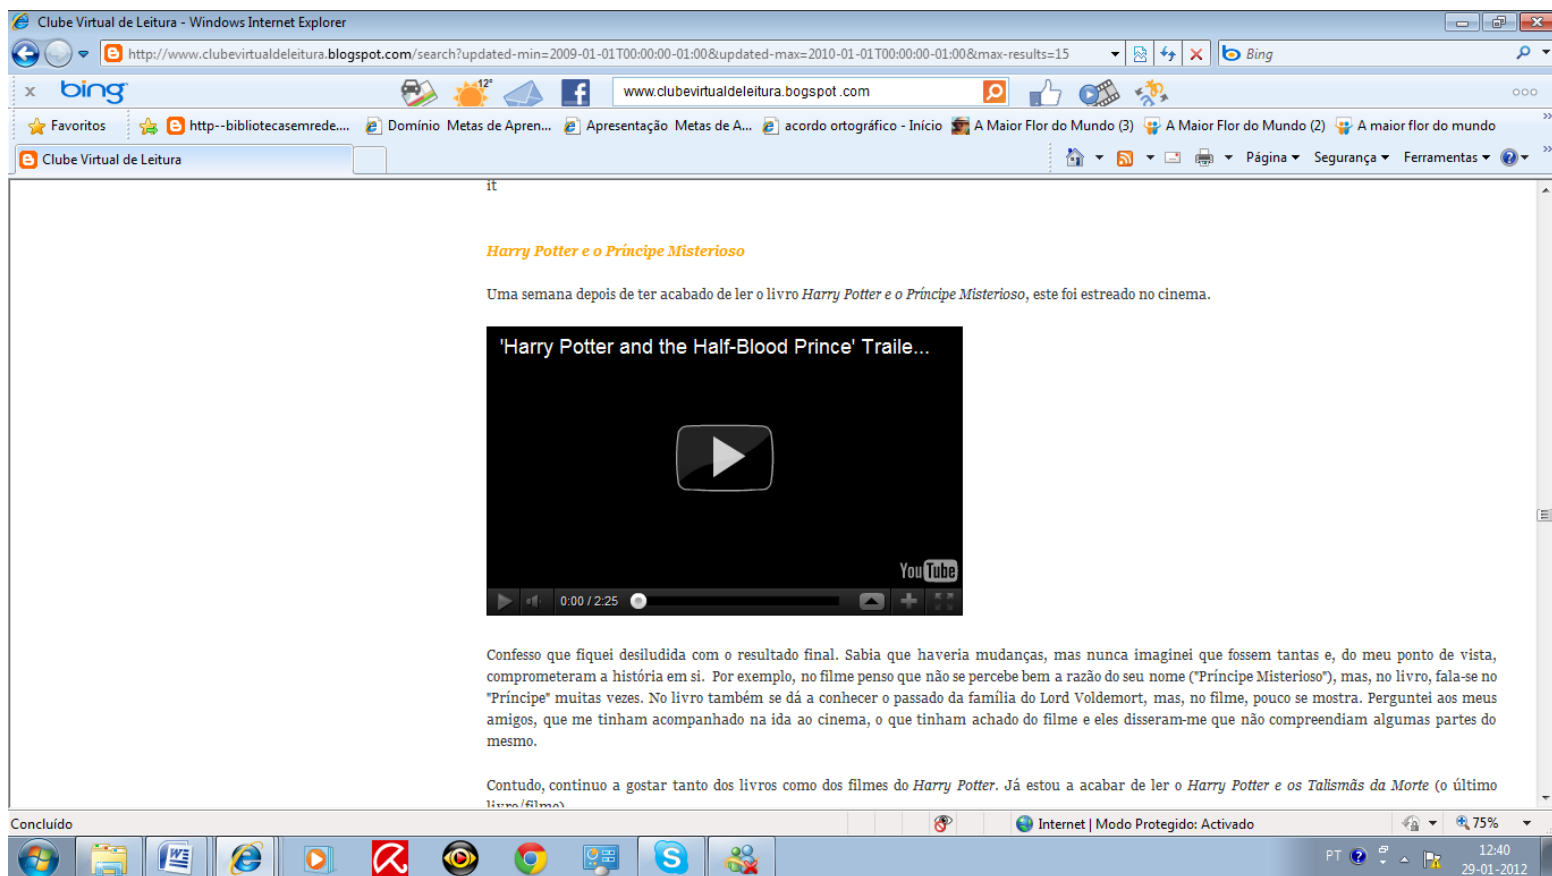 Clube Virtual de Leitura - Windows Internet Explorer
http://www.clubevirtualdeleitura.blogspot.com/search?updated-min=2009-01-01T00:00:00-01:00&updated-max=2010-01-01T00:00:00-01:00&max-results=15
Bing
x bing 12° f www.clubevirtualdeleitura.bogspot .com
Favoritos http--bibliotecasemrede.... Domínio Metas de Apren... Apresentação Metas de A... acordo ortográfico - Início A Maior Flor do Mundo (3) A Maior Flor do Mundo (2) A maior flor do mundo
Clube Virtual de Leitura Página Segurança Ferramentas
it
Harry Potter e o Príncipe Misterioso
Uma semana depois de ter acabado de ler o livro Harry Potter e o Príncipe Misterioso, este foi estreado no cinema.
'Harry Potter and the Half-Blood Prince' Traile...
YouTube
0:00 / 2:25
Confesso que fiquei desiludida com o resultado final. Sabia que haveria mudanças, mas nunca imaginei que fossem tantas e, do meu ponto de vista,
comprometeram a história em si. Por exemplo, no filme penso que não se percebe bem a razão do seu nome ("Príncipe Misterioso"), mas, no livro, fala-se no
"Príncipe" muitas vezes. No livro também se dá a conhecer o passado da família do Lord Voldemort, mas, no filme, pouco se mostra. Perguntei aos meus
amigos, que me tinham acompanhado na ida ao cinema, o que tinham achado do filme e eles disseram-me que não compreendiam algumas partes do
mesmo.
Contudo, continuo a gostar tanto dos livros como dos filmes do Harry Potter. Já estou a acabar de ler o Harry Potter e os Talismãs da Morte (o último
livro/filme)
Concluído
Internet | Modo Protegido: Activado
75%
PT
12:40
29-01-2012